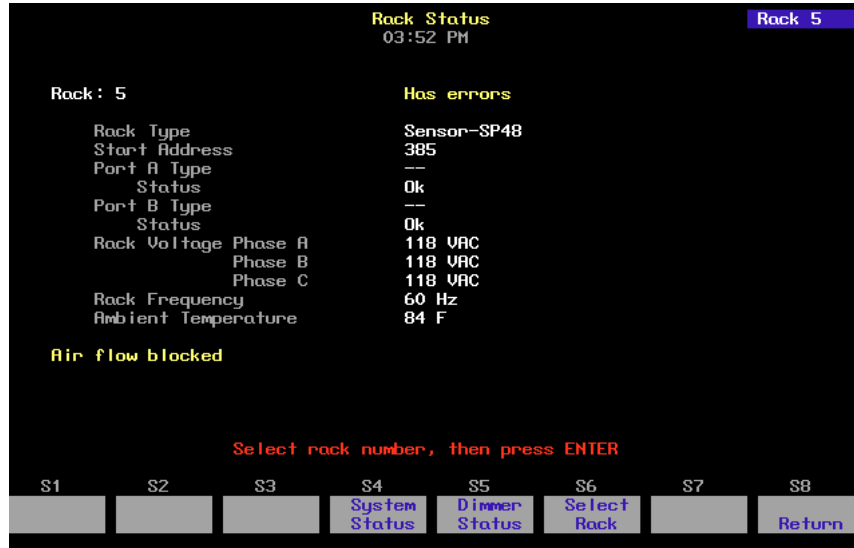 Rack Status Rack 5
03:52 PM
Rack: 5 Has errors
Rack Type Sensor-SP48
Start Address 385
Port A Type --
Status Ok
Port B Type --
Status Ok
Rack Voltage Phase A 118 VAC
Phase B 118 VAC
Phase C 118 VAC
Rack Frequency 60 Hz
Ambient Temperature 84 F
Air flow blocked
Select rack number, then press ENTER
S1 S2 S3 S4 S5 S6 S7 S8
System Dimmer Select
Status Status Rack Return